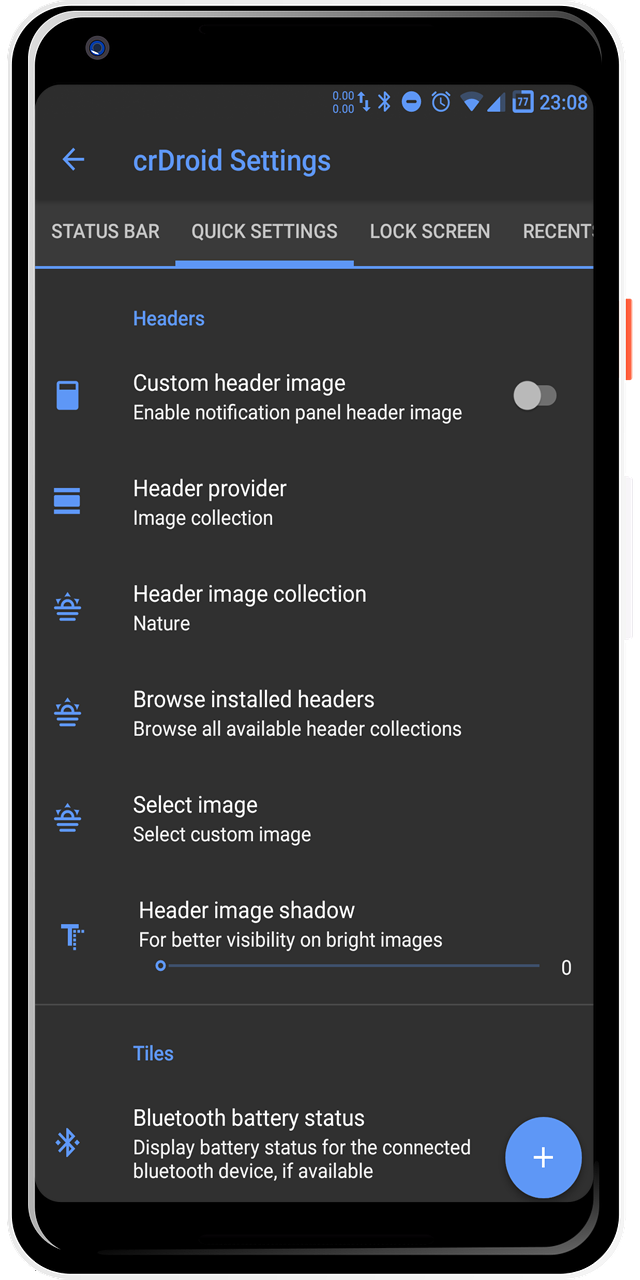 0.00
0.00
77
23:08
crDroid Settings
STATUS BAR QUICK SETTINGS LOCK SCREEN RECENTS
Headers
Custom header image
Enable notification panel header image
Header provider
Image collection
Header image collection
Nature
Browse installed headers
Browse all available header collections
Select image
Select custom image
Header image shadow
For better visibility on bright images
0
Tiles
Bluetooth battery status
Display battery status for the connected
bluetooth device, if available